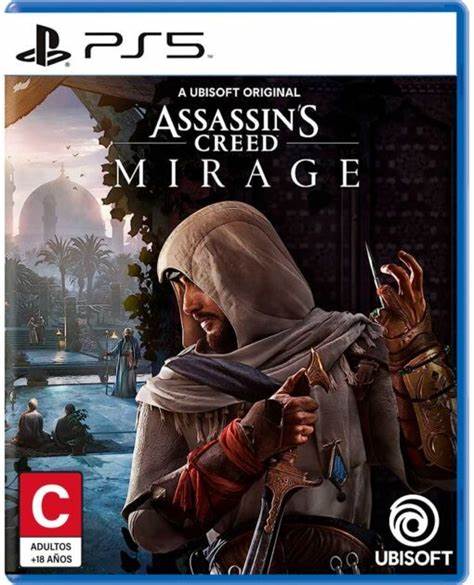 PS5
A UBISOFT ORIGINAL
ASSASSIN'S
CREED
MIRAGE
C
ADULTOS
+18 AÑOS
UBISOFT